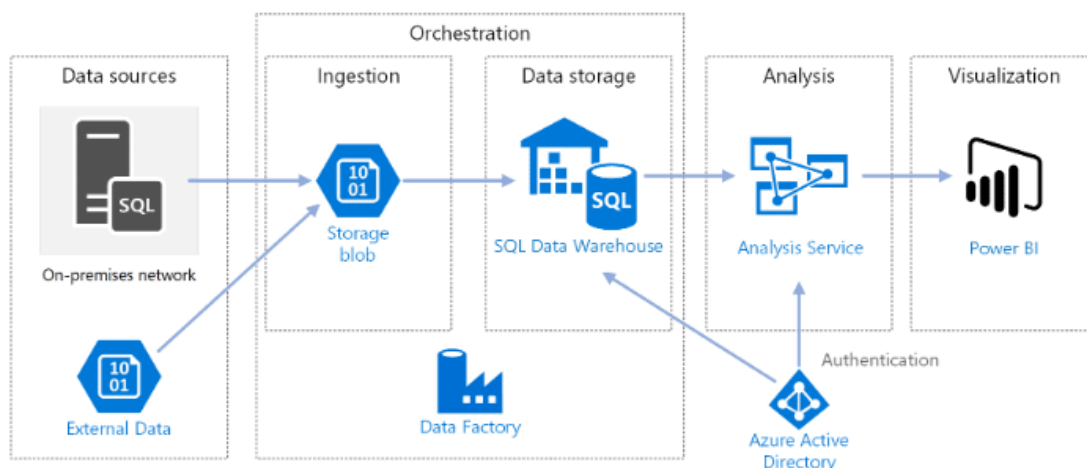 Orchestration
Data sources
Ingestion
Data storage
Analysis
Visualization
SQL
10
01
SQL
Storage
blob
SQL Data Warehouse
Analysis Service
Power BI
On-premises network
10
01
External Data
Data Factory
Authentication
Azure Active
Directory